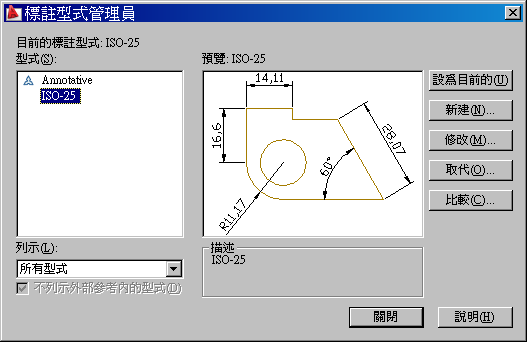 標註型式管理員
目前的標註型式: ISO-25
型式(S):
預覽: ISO-25
Annotative
ISO-25
14,11
16,6
28,07
60°
R11,17
設為目前的(U)
新建(N)...
修改(M)...
取代(O)...
比較(C)...
列示(L):
所有型式
不列示外部參考內的型式(D)
描述
ISO-25
關閉
說明(H)